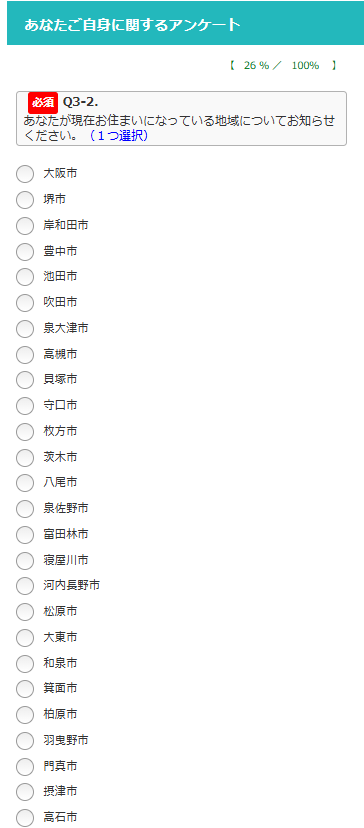 あなたご自身に関するアンケート
【 26 % ／ 100% 】
必須 Q3-2.
あなたが現在お住まいになっている地域についてお知らせ
ください。（１つ選択）
大阪市
堺市
岸和田市
豊中市
池田市
吹田市
泉大津市
高槻市
貝塚市
守口市
枚方市
茨木市
八尾市
泉佐野市
富田林市
寝屋川市
河内長野市
松原市
大東市
和泉市
箕面市
柏原市
羽曳野市
門真市
摂津市
高石市